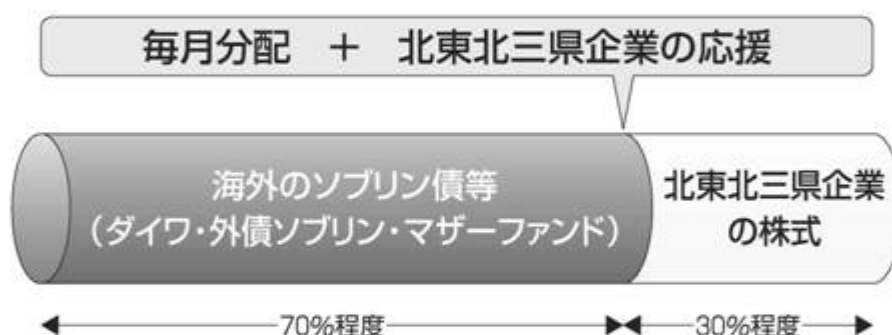 毎月分配 + 北東北三県企業の応援
海外のソブリン債等
(ダイワ・外債ソブリン・マザーファンド)
北東北三県企業
の株式
70%程度
30%程度